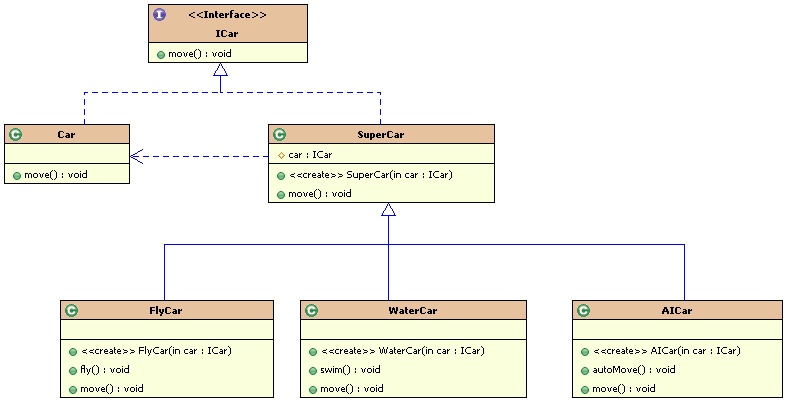 <<Interface>>
ICar
move() : void
Car
move() : void
SuperCar
car : ICar
<<create>> SuperCar(in car : ICar)
move() : void
FlyCar
<<create>> FlyCar(in car : ICar)
fly() : void
move() : void
WaterCar
<<create>> WaterCar(in car : ICar)
swim() : void
move() : void
AICar
<<create>> AICar(in car : ICar)
autoMove() : void
move() : void